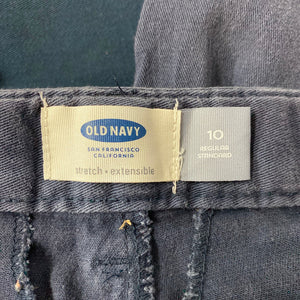 OLD NAVY
SAN FRANCISCO
CALIFORNIA
stretch • extensible
10
REGULAR
STANDARD